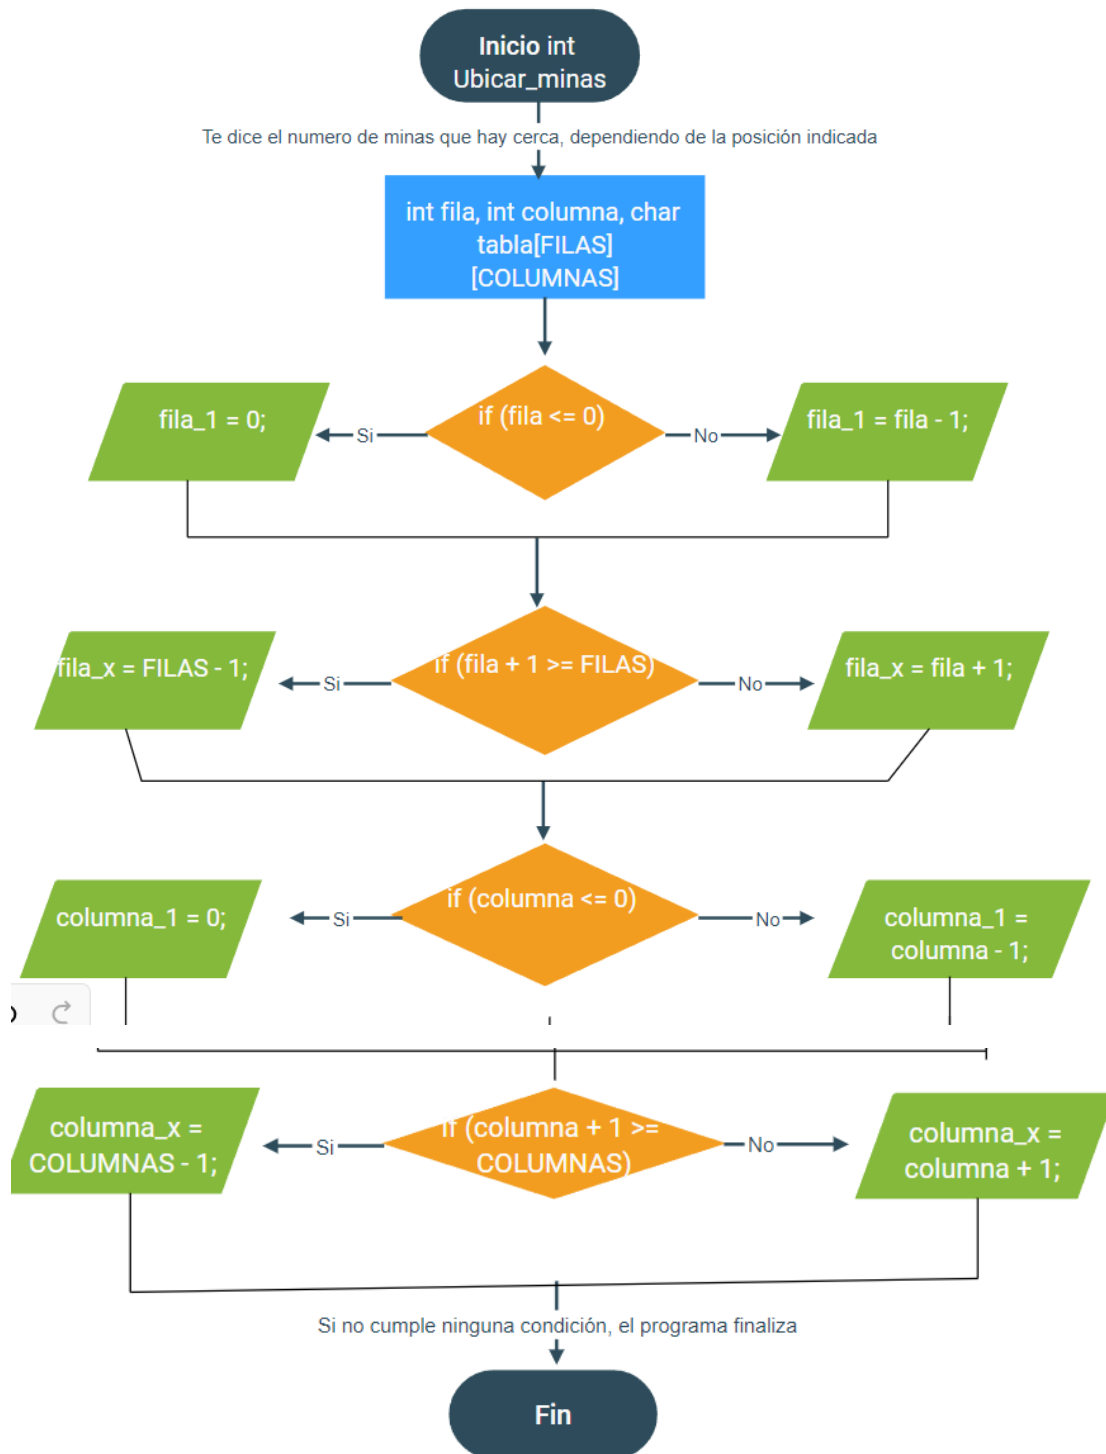 Inicio int
Ubicar_minas
Te dice el numero de minas que hay cerca, dependiendo de la posición indicada
int fila, int columna, char
tabla[FILAS]
[COLUMNAS]
fila_1 = 0;
Si
if (fila <= 0)
No
fila_1 = fila - 1;
fila_x = FILAS - 1;
Si
if (fila + 1 >= FILAS)
No
fila_x = fila + 1;
columna_1 = 0;
Si
if (columna <= 0)
No
columna_1 =
columna - 1;
columna_x =
COLUMNAS - 1;
Si
if (columna + 1 >=
COLUMNAS)
No
columna_x =
columna + 1;
Si no cumple ninguna condición, el programa finaliza
Fin